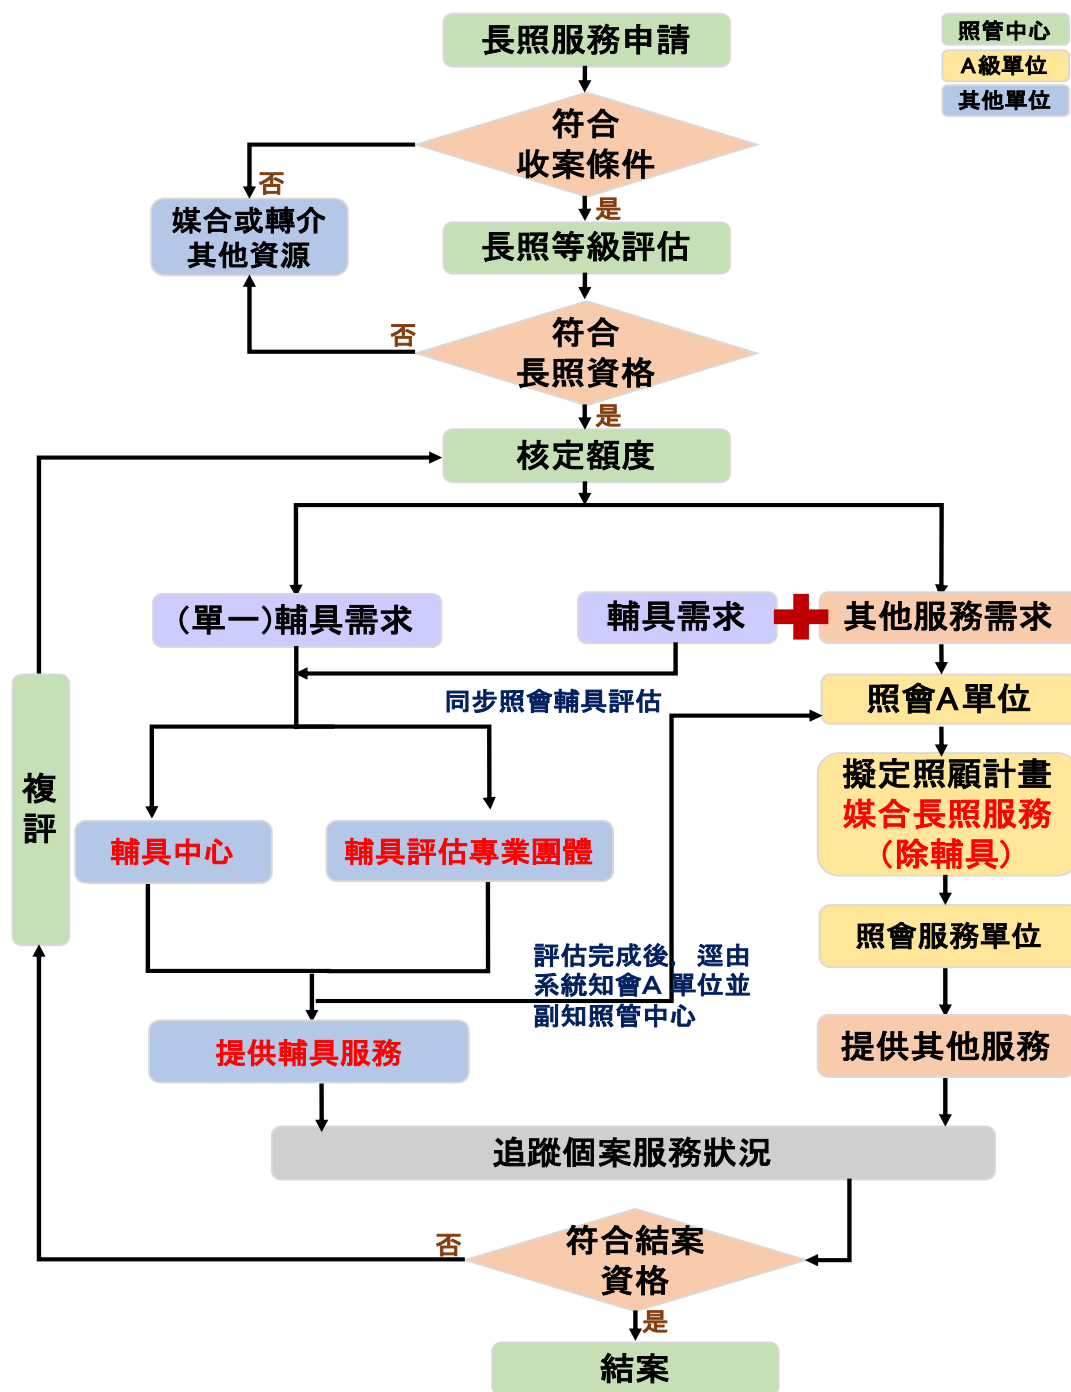 長照服務申請
照管中心
A級單位
其他單位
符合
收案條件
否
是
媒合或轉介
其他資源
長照等級評估
否
符合
長照資格
是
核定額度
(單一)輔具需求
輔具需求
其他服務需求
同步照會輔具評估
照會A單位
複
評
擬定照顧計畫
媒合長照服務
(除輔具)
輔具中心
輔具評估專業團體
照會服務單位
評估完成後，逕由
系統知會A 單位並
副知照管中心
提供輔具服務
提供其他服務
追蹤個案服務狀況
否
符合結案
資格
是
結案